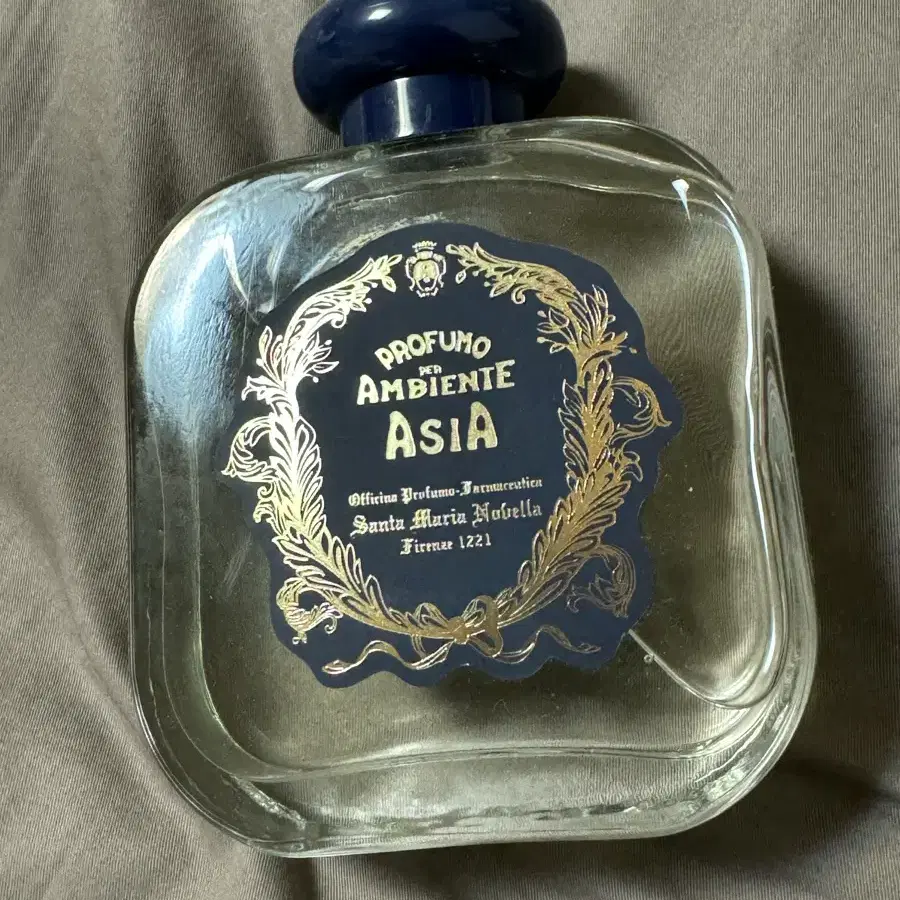 PROFUMO
PER
AMBIENTE
ASIA
Officina Profumo-Farmaceutica
Santa Maria Novella
Firenze 1221